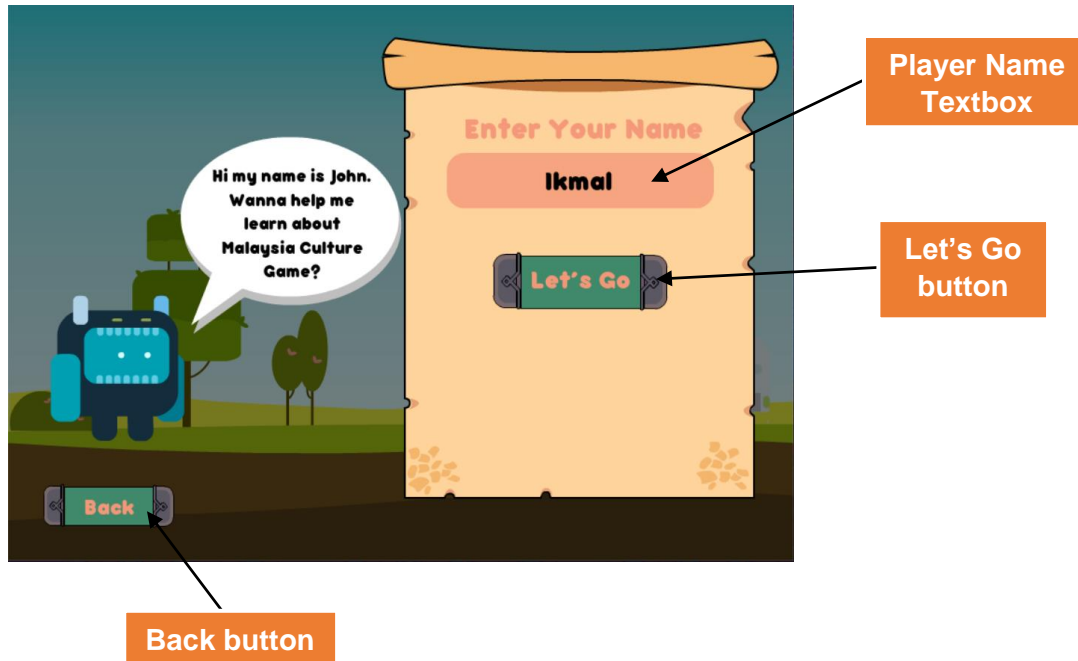 Player Name
Textbox
Enter Your Name
Ikmal
Hi my name is John.
Wanna help me
learn about
Malaysia Culture
Game?
Let's Go
Let’s Go
button
Back
Back button